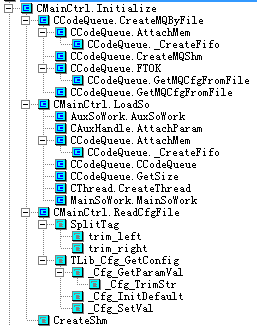 CMainCtrl.Initialize
CCodeQueue.CreateMQByFile
CCodeQueue.AttachMem
CCodeQueue._CreateFifo
CCodeQueue.CreateMQShm
CCodeQueue.FTOK
CCodeQueue.GetMQCfgFromFile
CCodeQueue.GetMQCfgFromFile
CMainCtrl.LoadSo
AuxSoWork.AuxSoWork
CAuxHandle.AttachParam
CCodeQueue.AttachMem
CCodeQueue._CreateFifo
CCodeQueue.CCodeQueue
CCodeQueue.GetSize
CThread.CreateThread
MainSoWork.MainSoWork
CMainCtrl.ReadCfgFile
SplitTag
trim_left
trim_right
TLib_Cfg_GetConfig
_Cfg_GetParamVal
_Cfg_TrimStr
_Cfg_InitDefault
_Cfg_SetVal
CreateShm